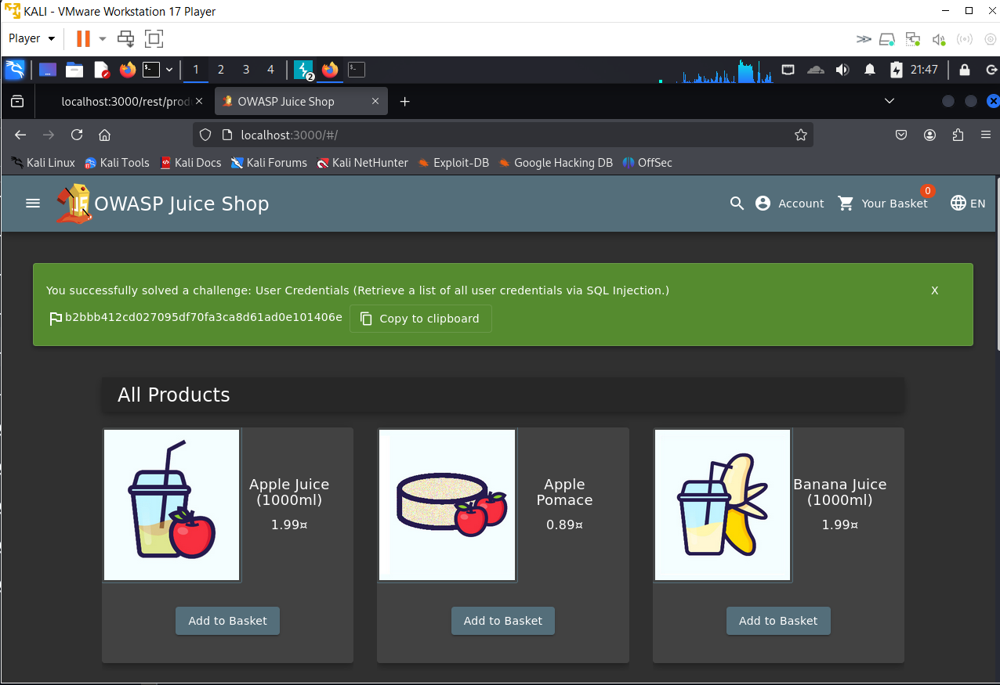 KALI - VMware Workstation 17 Player
Player
1 2 3 4 2 21:47
localhost:3000/rest/prod OWASP Juice Shop
localhost:3000/#/
Kali Linux Kali Tools Kali Docs Kali Forums Kali NetHunter Exploit-DB Google Hacking DB OffSec
OWASP Juice Shop Account Your Basket 0 EN
You successfully solved a challenge: User Credentials (Retrieve a list of all user credentials via SQL Injection.) X
b2bbb412cd027095df70fa3ca8d61ad0e101406e Copy to clipboard
All Products
Apple Juice
(1000ml)
1.99¤
Add to Basket
Apple
Pomace
0.89¤
Add to Basket
Banana Juice
(1000ml)
1.99¤
Add to Basket